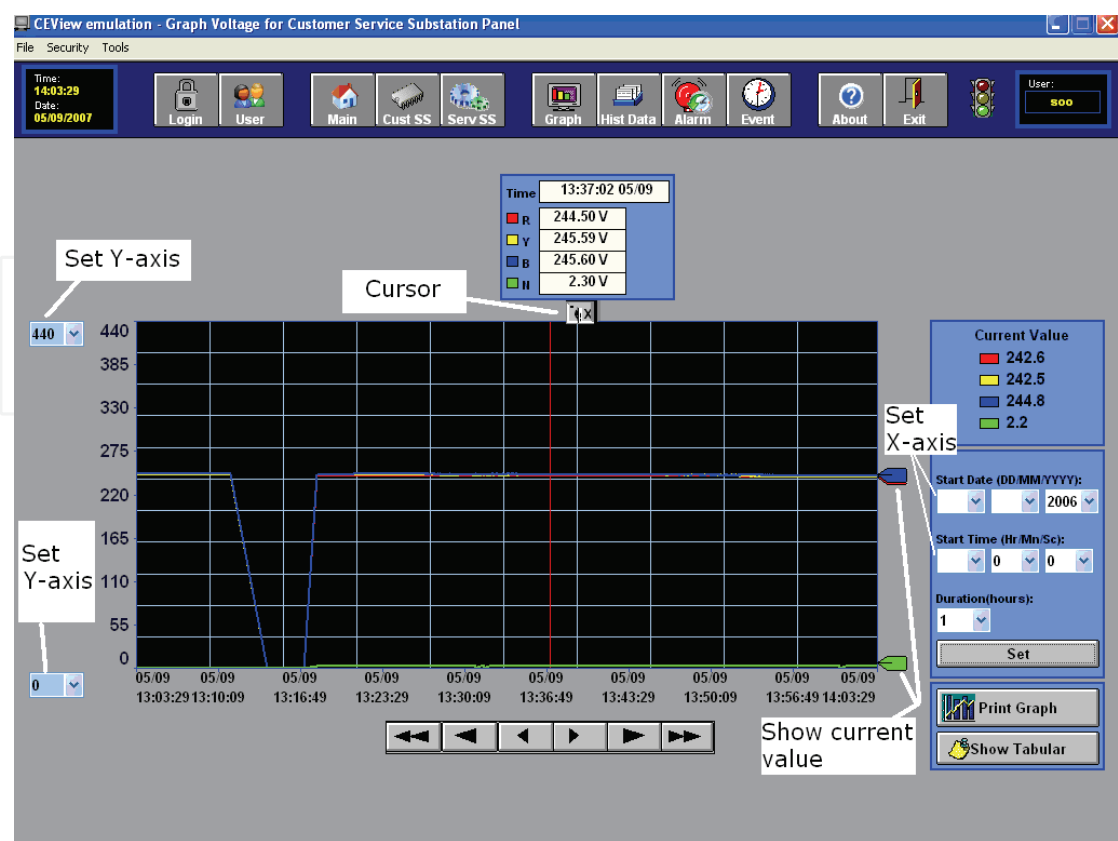 CEView emulation - Graph Voltage for Customer Service Substation Panel
File Security Tools
Time:
14:03:29
Date:
05/09/2007
Login
User
Main
Cust SS
Serv SS
Graph
Hist Data
Alarm
Event
About
Exit
User:
soo
Time 13:37:02 05/09
R 244.50 V
Y 245.59 V
B 245.60 V
N 2.30 V
Set Y-axis
Cursor
X
440
440
385
330
275
220
165
110
55
0
Set
Y-axis
0
05/09 05/09 05/09 05/09 05/09 05/09 05/09 05/09 05/09 05/09
13:03:29 13:10:09 13:16:49 13:23:29 13:30:09 13:36:49 13:43:29 13:50:09 13:56:49 14:03:29
Current Value
242.6
242.5
244.8
2.2
Set
X-axis
Start Date (DD/MM/YYYY):
2006
Start Time (Hr/Mn/Sc):
0 0
Duration(hours):
1
Set
Show current
value
Print Graph
Show Tabular